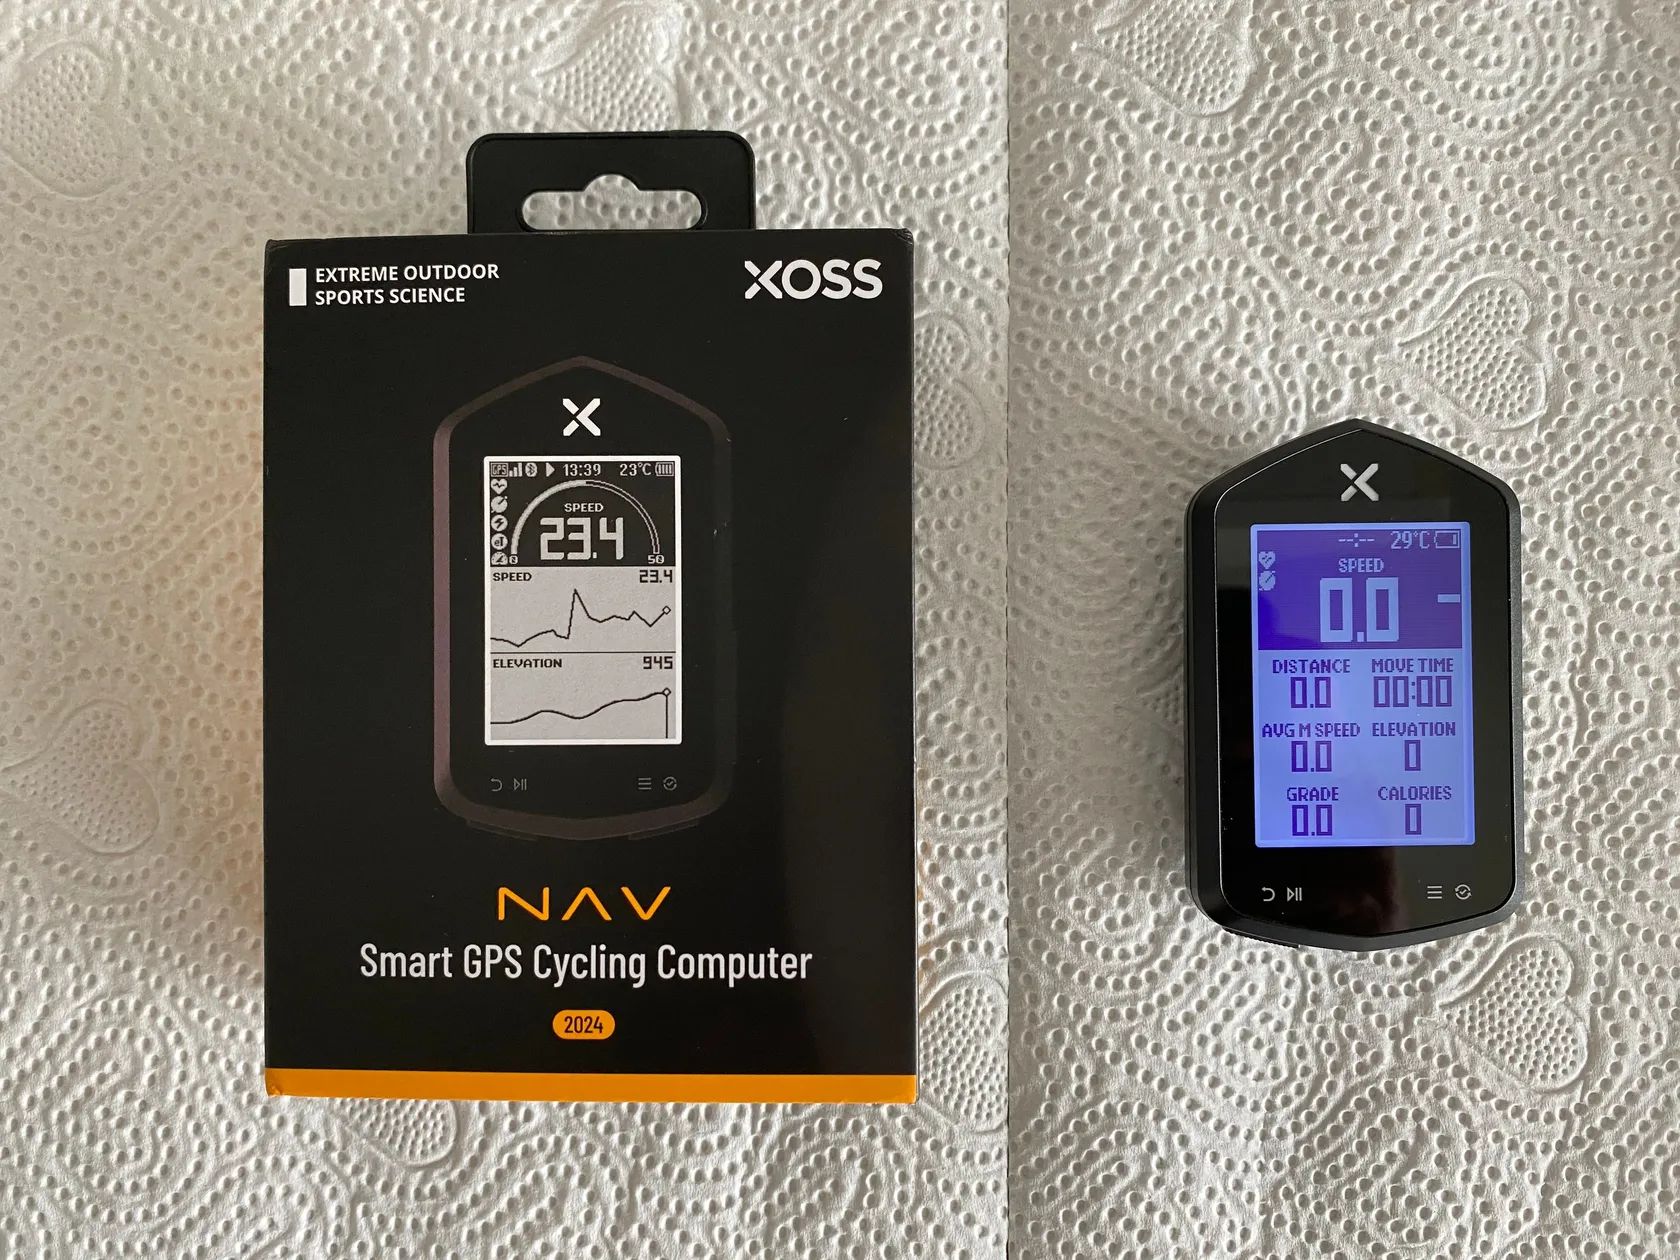 EXTREME OUTDOOR
SPORTS SCIENCE
XOSS
GPS 13:39 23°C
SPEED
23.4
0 50
SPEED 23.4
ELEVATION 945
NAV
Smart GPS Cycling Computer
2024
--:-- 29°C
SPEED
0.0
DISTANCE MOVE TIME
0.0 00:00
AVG M SPEED ELEVATION
0.0 0
GRADE CALORIES
0.0 0